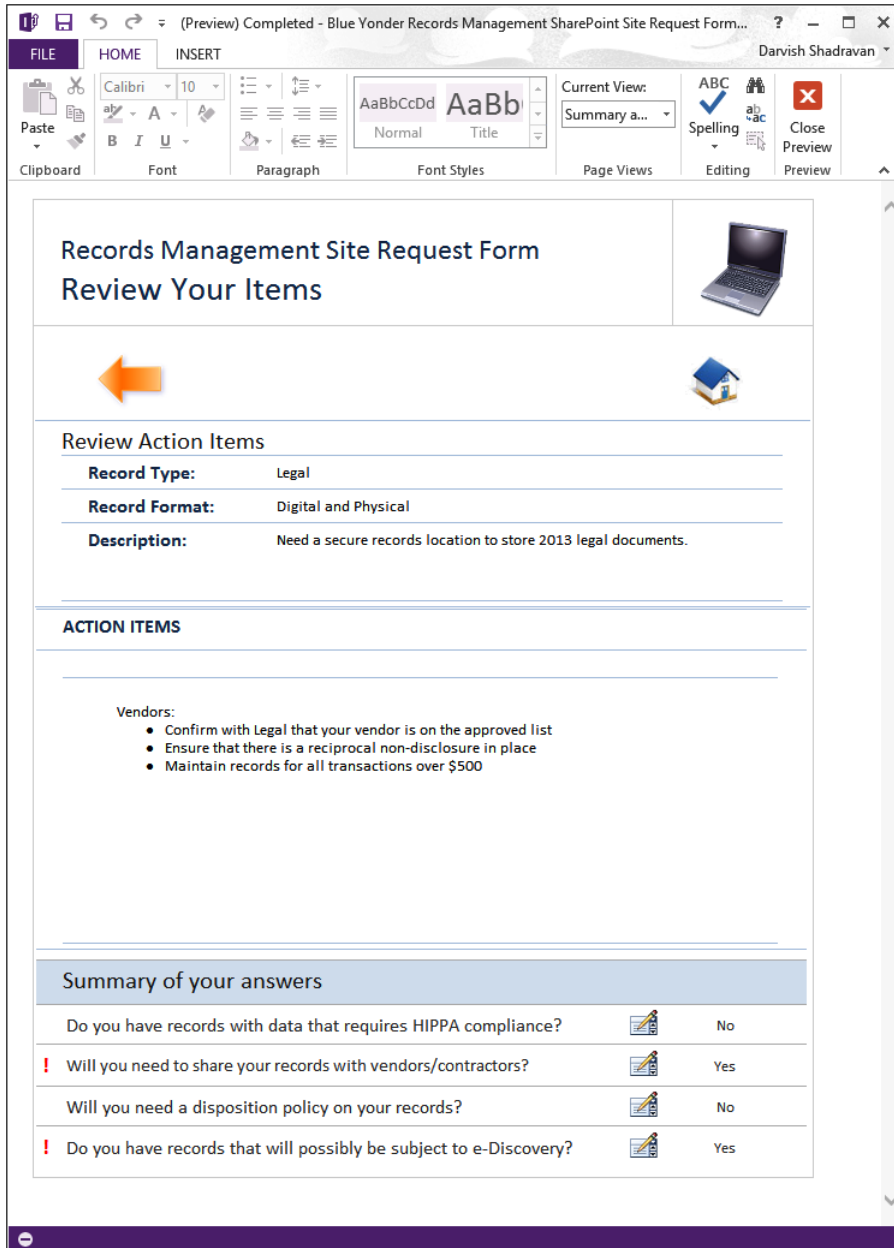 (Preview) Completed - Blue Yonder Records Management SharePoint Site Request Form... ?
FILE HOME INSERT Darvish Shadravan
Calibri 10
Paste
B I U
AaBbCcDd AaBb
Normal Title
Current View:
Summary a...
ABC
Spelling
ab
ac
Close
Preview
Clipboard Font Paragraph Font Styles Page Views Editing Preview
Records Management Site Request Form
Review Your Items
Review Action Items
Record Type: Legal
Record Format: Digital and Physical
Description: Need a secure records location to store 2013 legal documents.
ACTION ITEMS
Vendors:
● Confirm with Legal that your vendor is on the approved list
● Ensure that there is a reciprocal non-disclosure in place
● Maintain records for all transactions over $500
Summary of your answers
Do you have records with data that requires HIPPA compliance? No
! Will you need to share your records with vendors/contractors? Yes
Will you need a disposition policy on your records? No
! Do you have records that will possibly be subject to e-Discovery? Yes